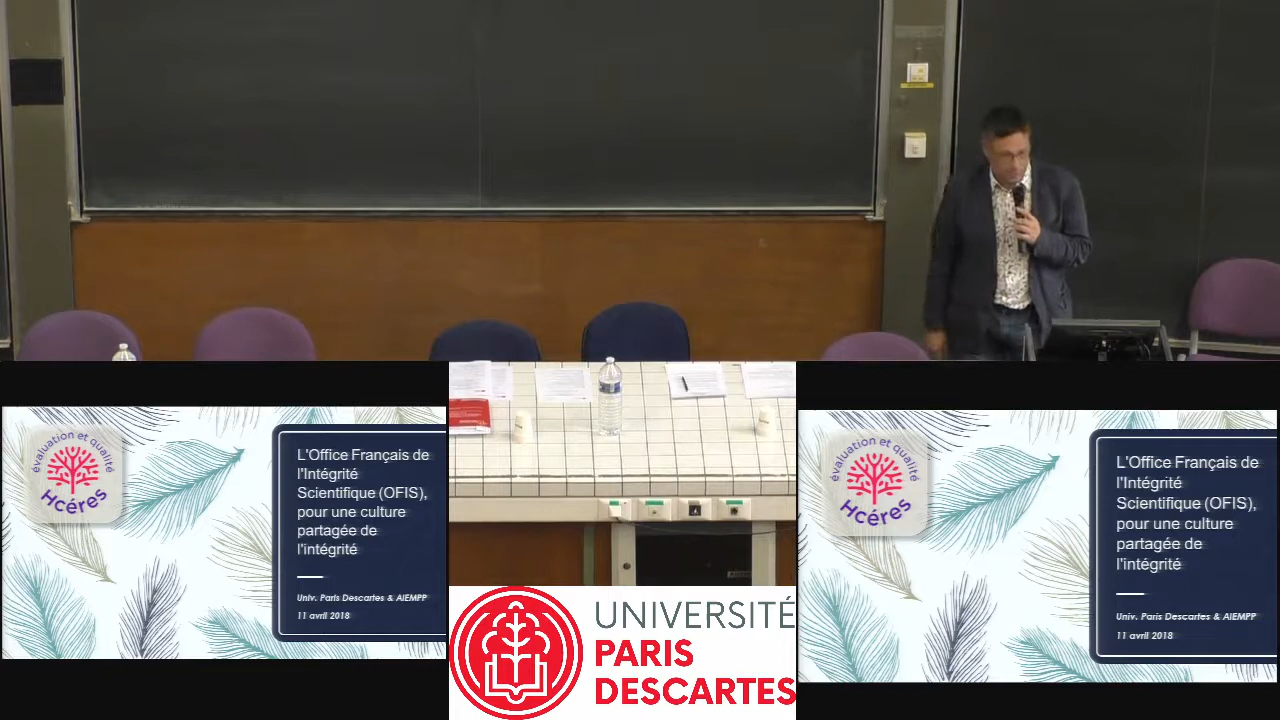 évaluation et qualité
Hcéres
L'Office Français de
l'Intégrité
Scientifique (OFIS),
pour une culture
partagée de
l'intégrité
Univ. Paris Descartes & AIEMPP
11 avril 2018
UNIVERSITÉ
PARIS
DESCARTES
évaluation et qualité
Hcéres
L'Office Français de
l'Intégrité
Scientifique (OFIS),
pour une culture
partagée de
l'intégrité
Univ. Paris Descartes & AIEMPP
11 avril 2018